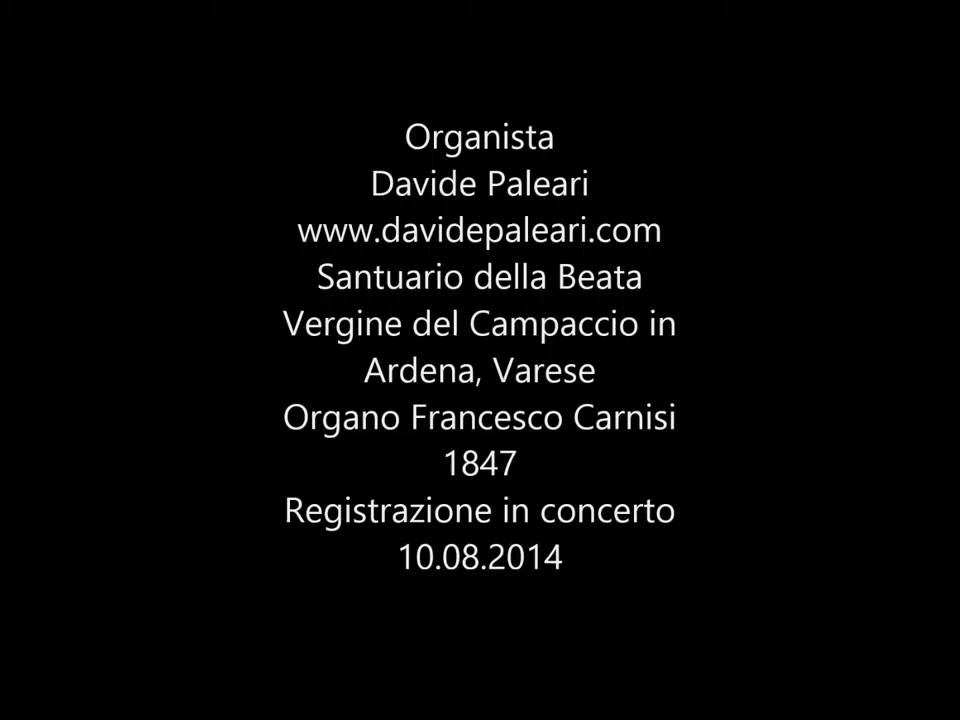 Organista
Davide Paleari
www.davidepaleari.com
Santuario della Beata
Vergine del Campaccio in
Ardena, Varese
Organo Francesco Carnisi
1847
Registrazione in concerto
10.08.2014